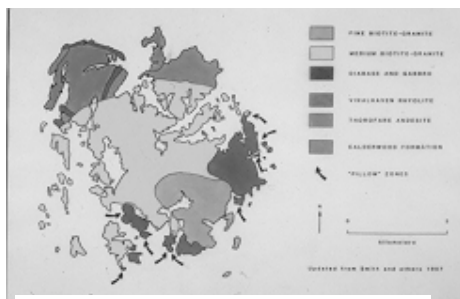 FINE BIOTITE-GRANITE
MEDIUM BIOTITE-GRANITE
DIABASE AND GABBRO
VINALHAVEN RHYOLITE
THOROFARE ANDESITE
CALDERWOOD FORMATION
"PILLOW" ZONES
Kilometers
Updated from Smith and others 1907